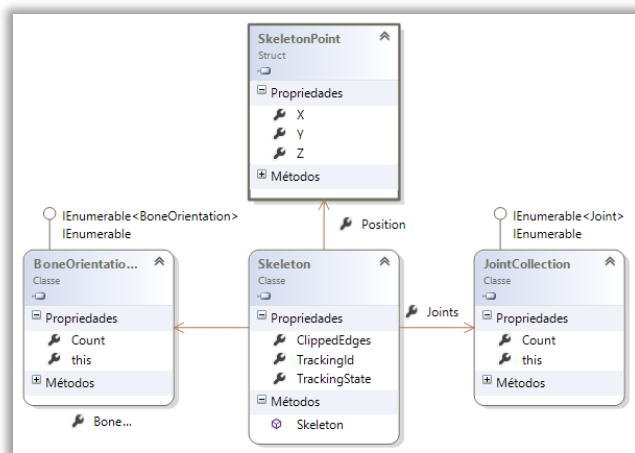 SkeletonPoint
Struct
Propriedades
X
Y
Z
Métodos
Position
IEnumerable<BoneOrientation>
IEnumerable
BoneOrientatio...
Classe
Propriedades
Count
this
Métodos
Bone...
Skeleton
Classe
Propriedades
ClippedEdges
TrackingId
TrackingState
Métodos
Skeleton
Joints
IEnumerable<Joint>
IEnumerable
JointCollection
Classe
Propriedades
Count
this
Métodos